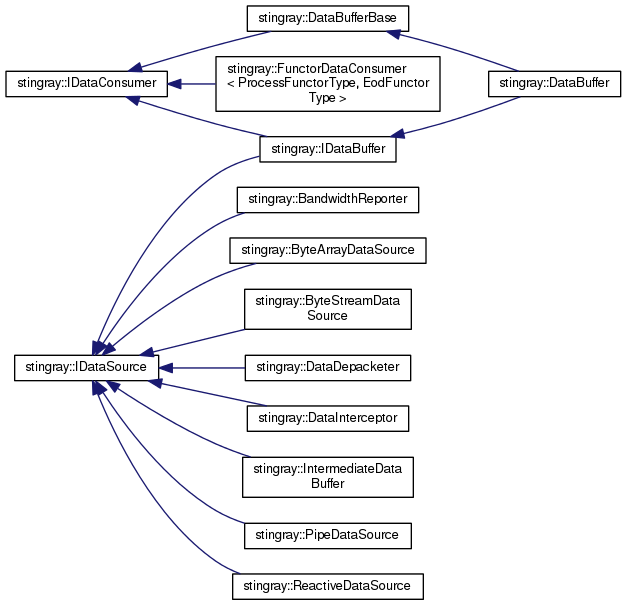 stingray::DataBufferBase
stingray::IDataConsumer
stingray::FunctorDataConsumer
< ProcessFunctorType, EodFunctor
Type >
stingray::DataBuffer
stingray::IDataBuffer
stingray::BandwidthReporter
stingray::ByteArrayDataSource
stingray::ByteStreamData
Source
stingray::IDataSource
stingray::DataDepacketer
stingray::DataInterceptor
stingray::IntermediateData
Buffer
stingray::PipeDataSource
stingray::ReactiveDataSource